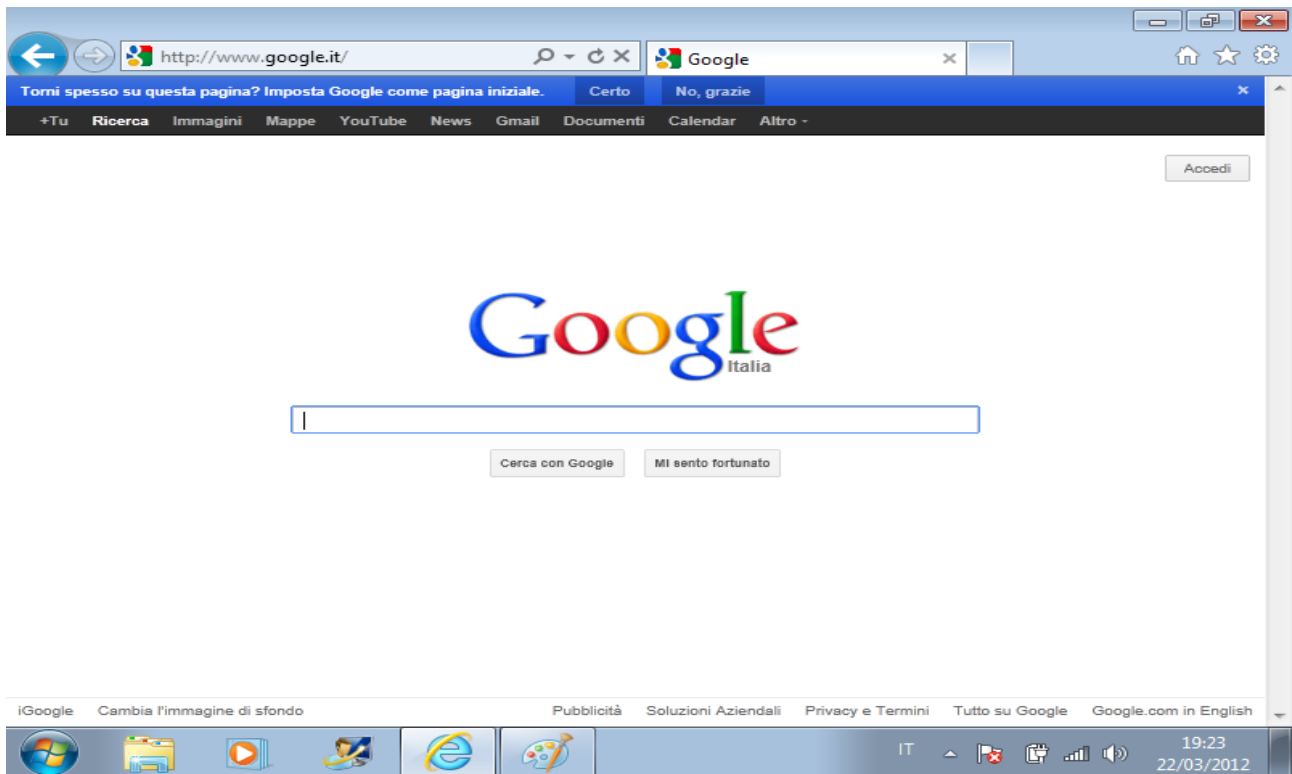 http://www.google.it/
Google
Torni spesso su questa pagina? Imposta Google come pagina iniziale. Certo No, grazie
+Tu Ricerca Immagini Mappe YouTube News Gmail Documenti Calendar Altro
Accedi
Google
Italia
Cerca con Google Mi sento fortunato
iGoogle Cambia l'immagine di sfondo Pubblicità Soluzioni Aziendali Privacy e Termini Tutto su Google Google.com in English
IT 19:23
22/03/2012